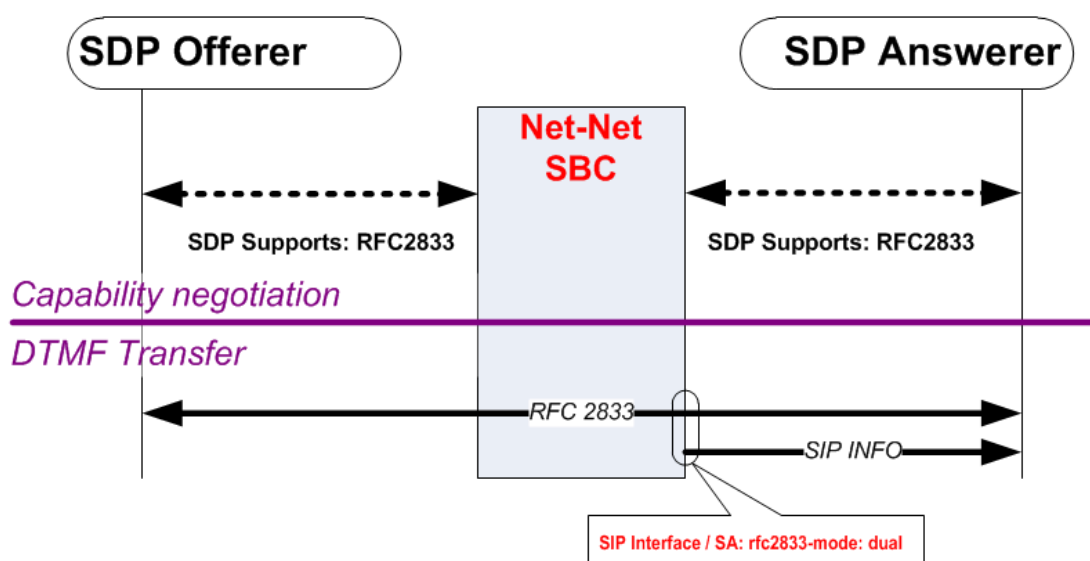 SDP Offerer
SDP Answerer
Net-Net
SBC
SDP Supports: RFC2833
SDP Supports: RFC2833
Capability negotiation
DTMF Transfer
RFC 2833
SIP INFO
SIP Interface / SA: rfc2833-mode: dual